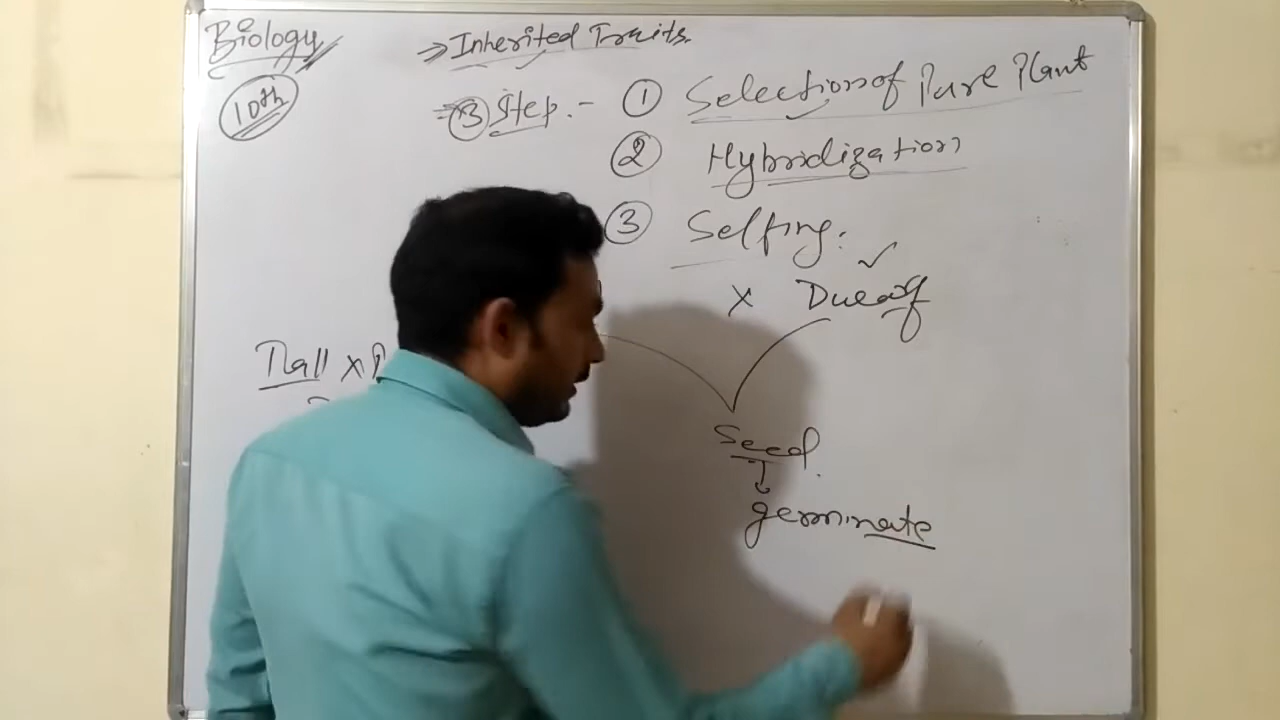 Biology
10th
⇒ Inherited Traits.
⇒ ③ Step. - ① Selection of Pure Plant
② Hybridization
③ Selfing:
x Dwarf ✓
Tall x
Seed.
↓
germinate